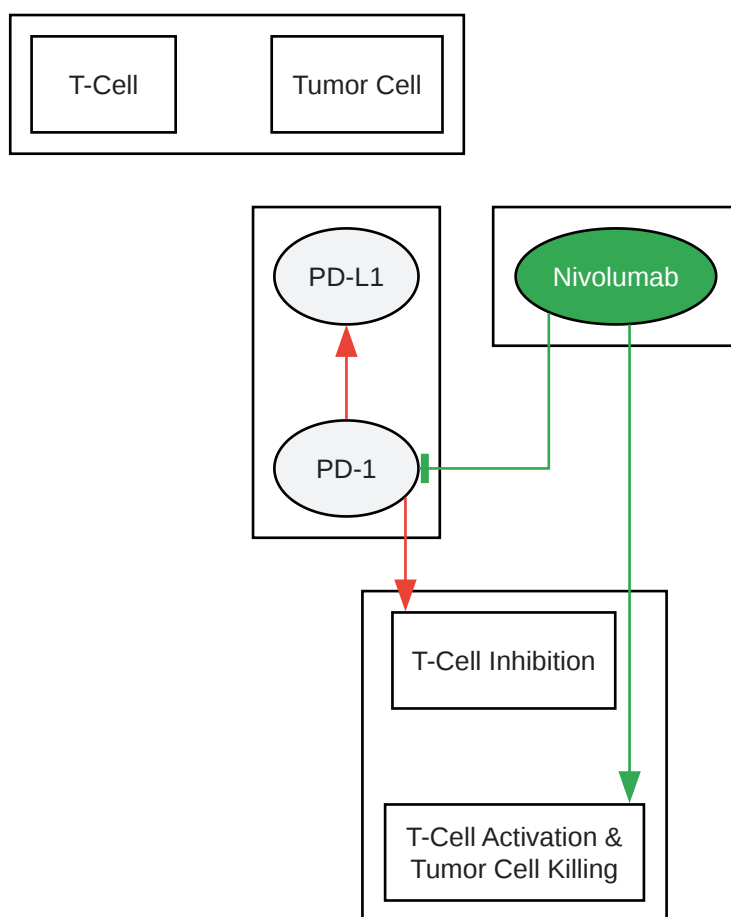 T-Cell
Tumor Cell
PD-L1
Nivolumab
PD-1
T-Cell Inhibition
T-Cell Activation &
Tumor Cell Killing